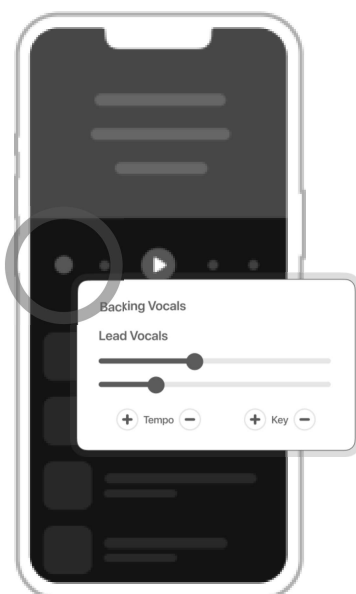 Backing Vocals
Lead Vocals
+ Tempo −
+ Key −